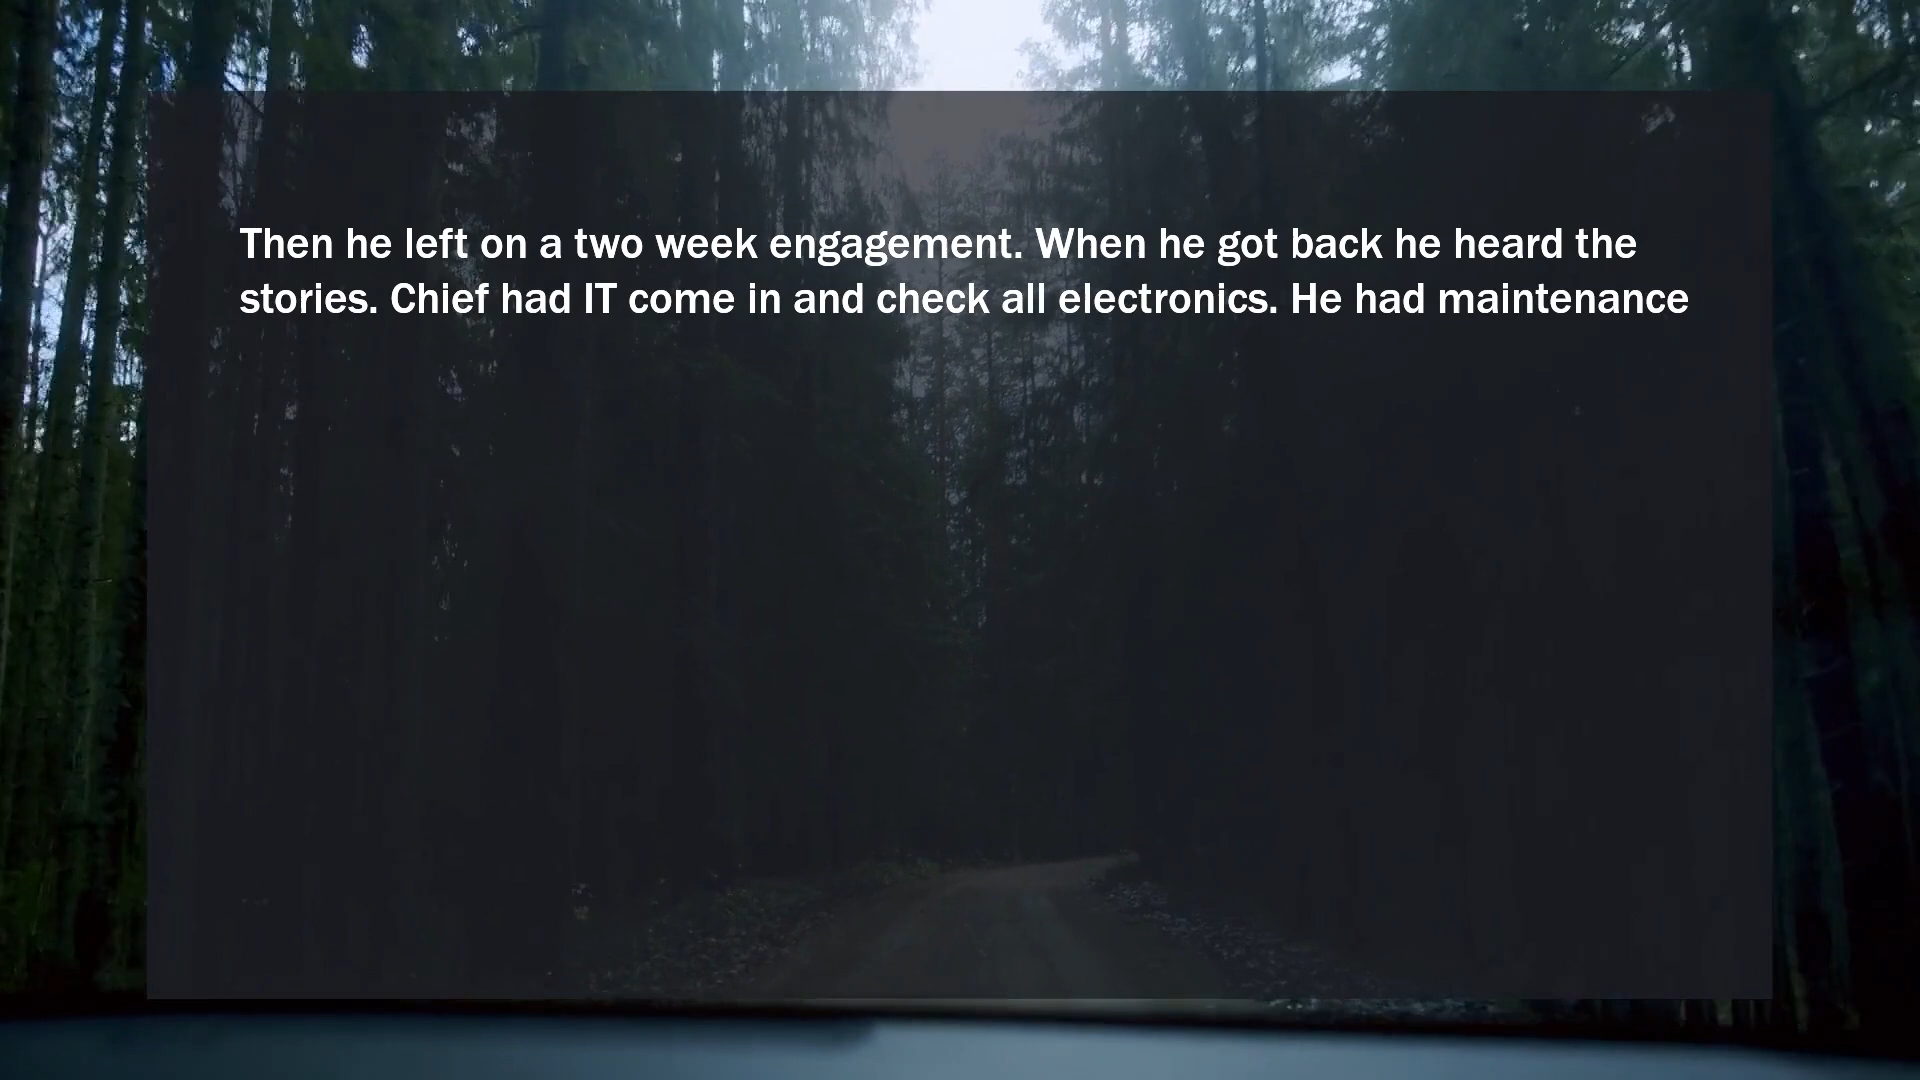 Then he left on a two week engagement. When he got back he heard the
stories. Chief had IT come in and check all electronics. He had maintenance